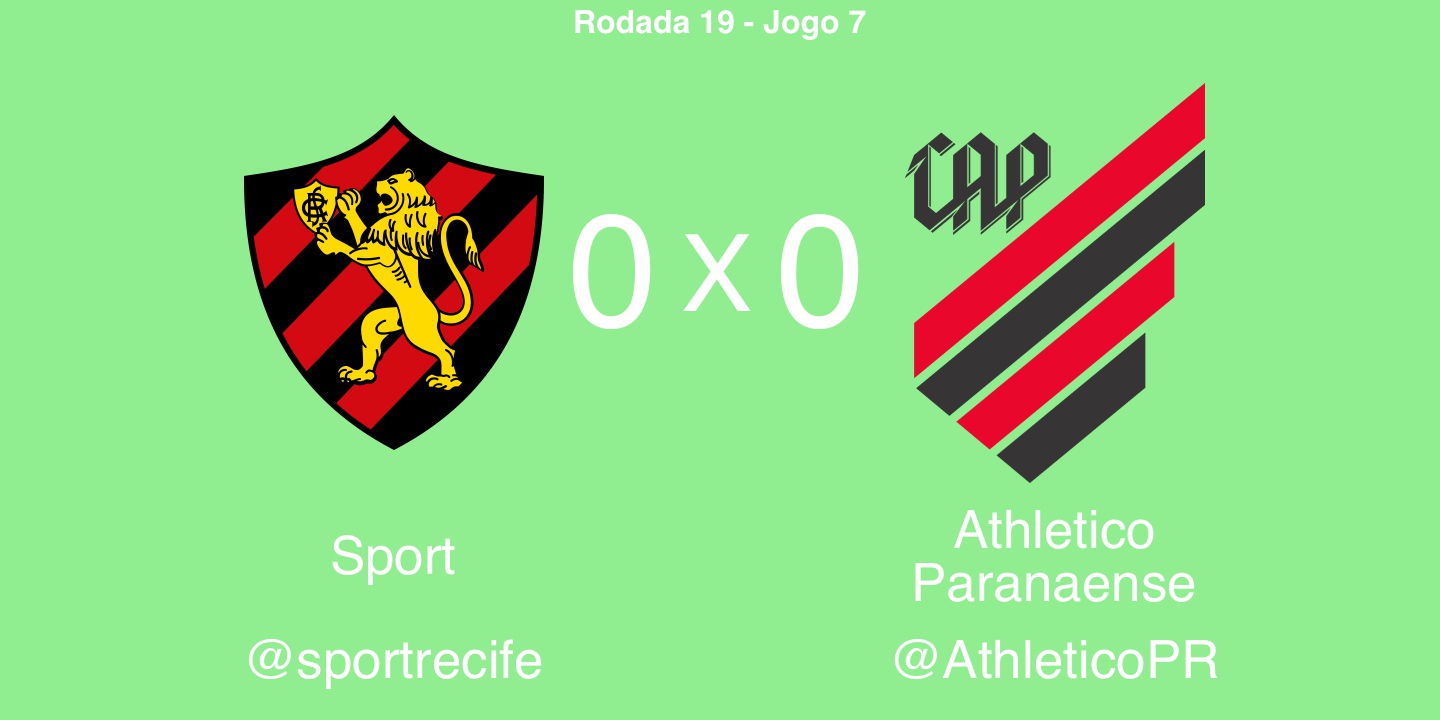 Rodada 19 - Jogo 7
CAP
0 x 0
Sport
Athletico
Paranaense
@sportrecife
@AthleticoPR